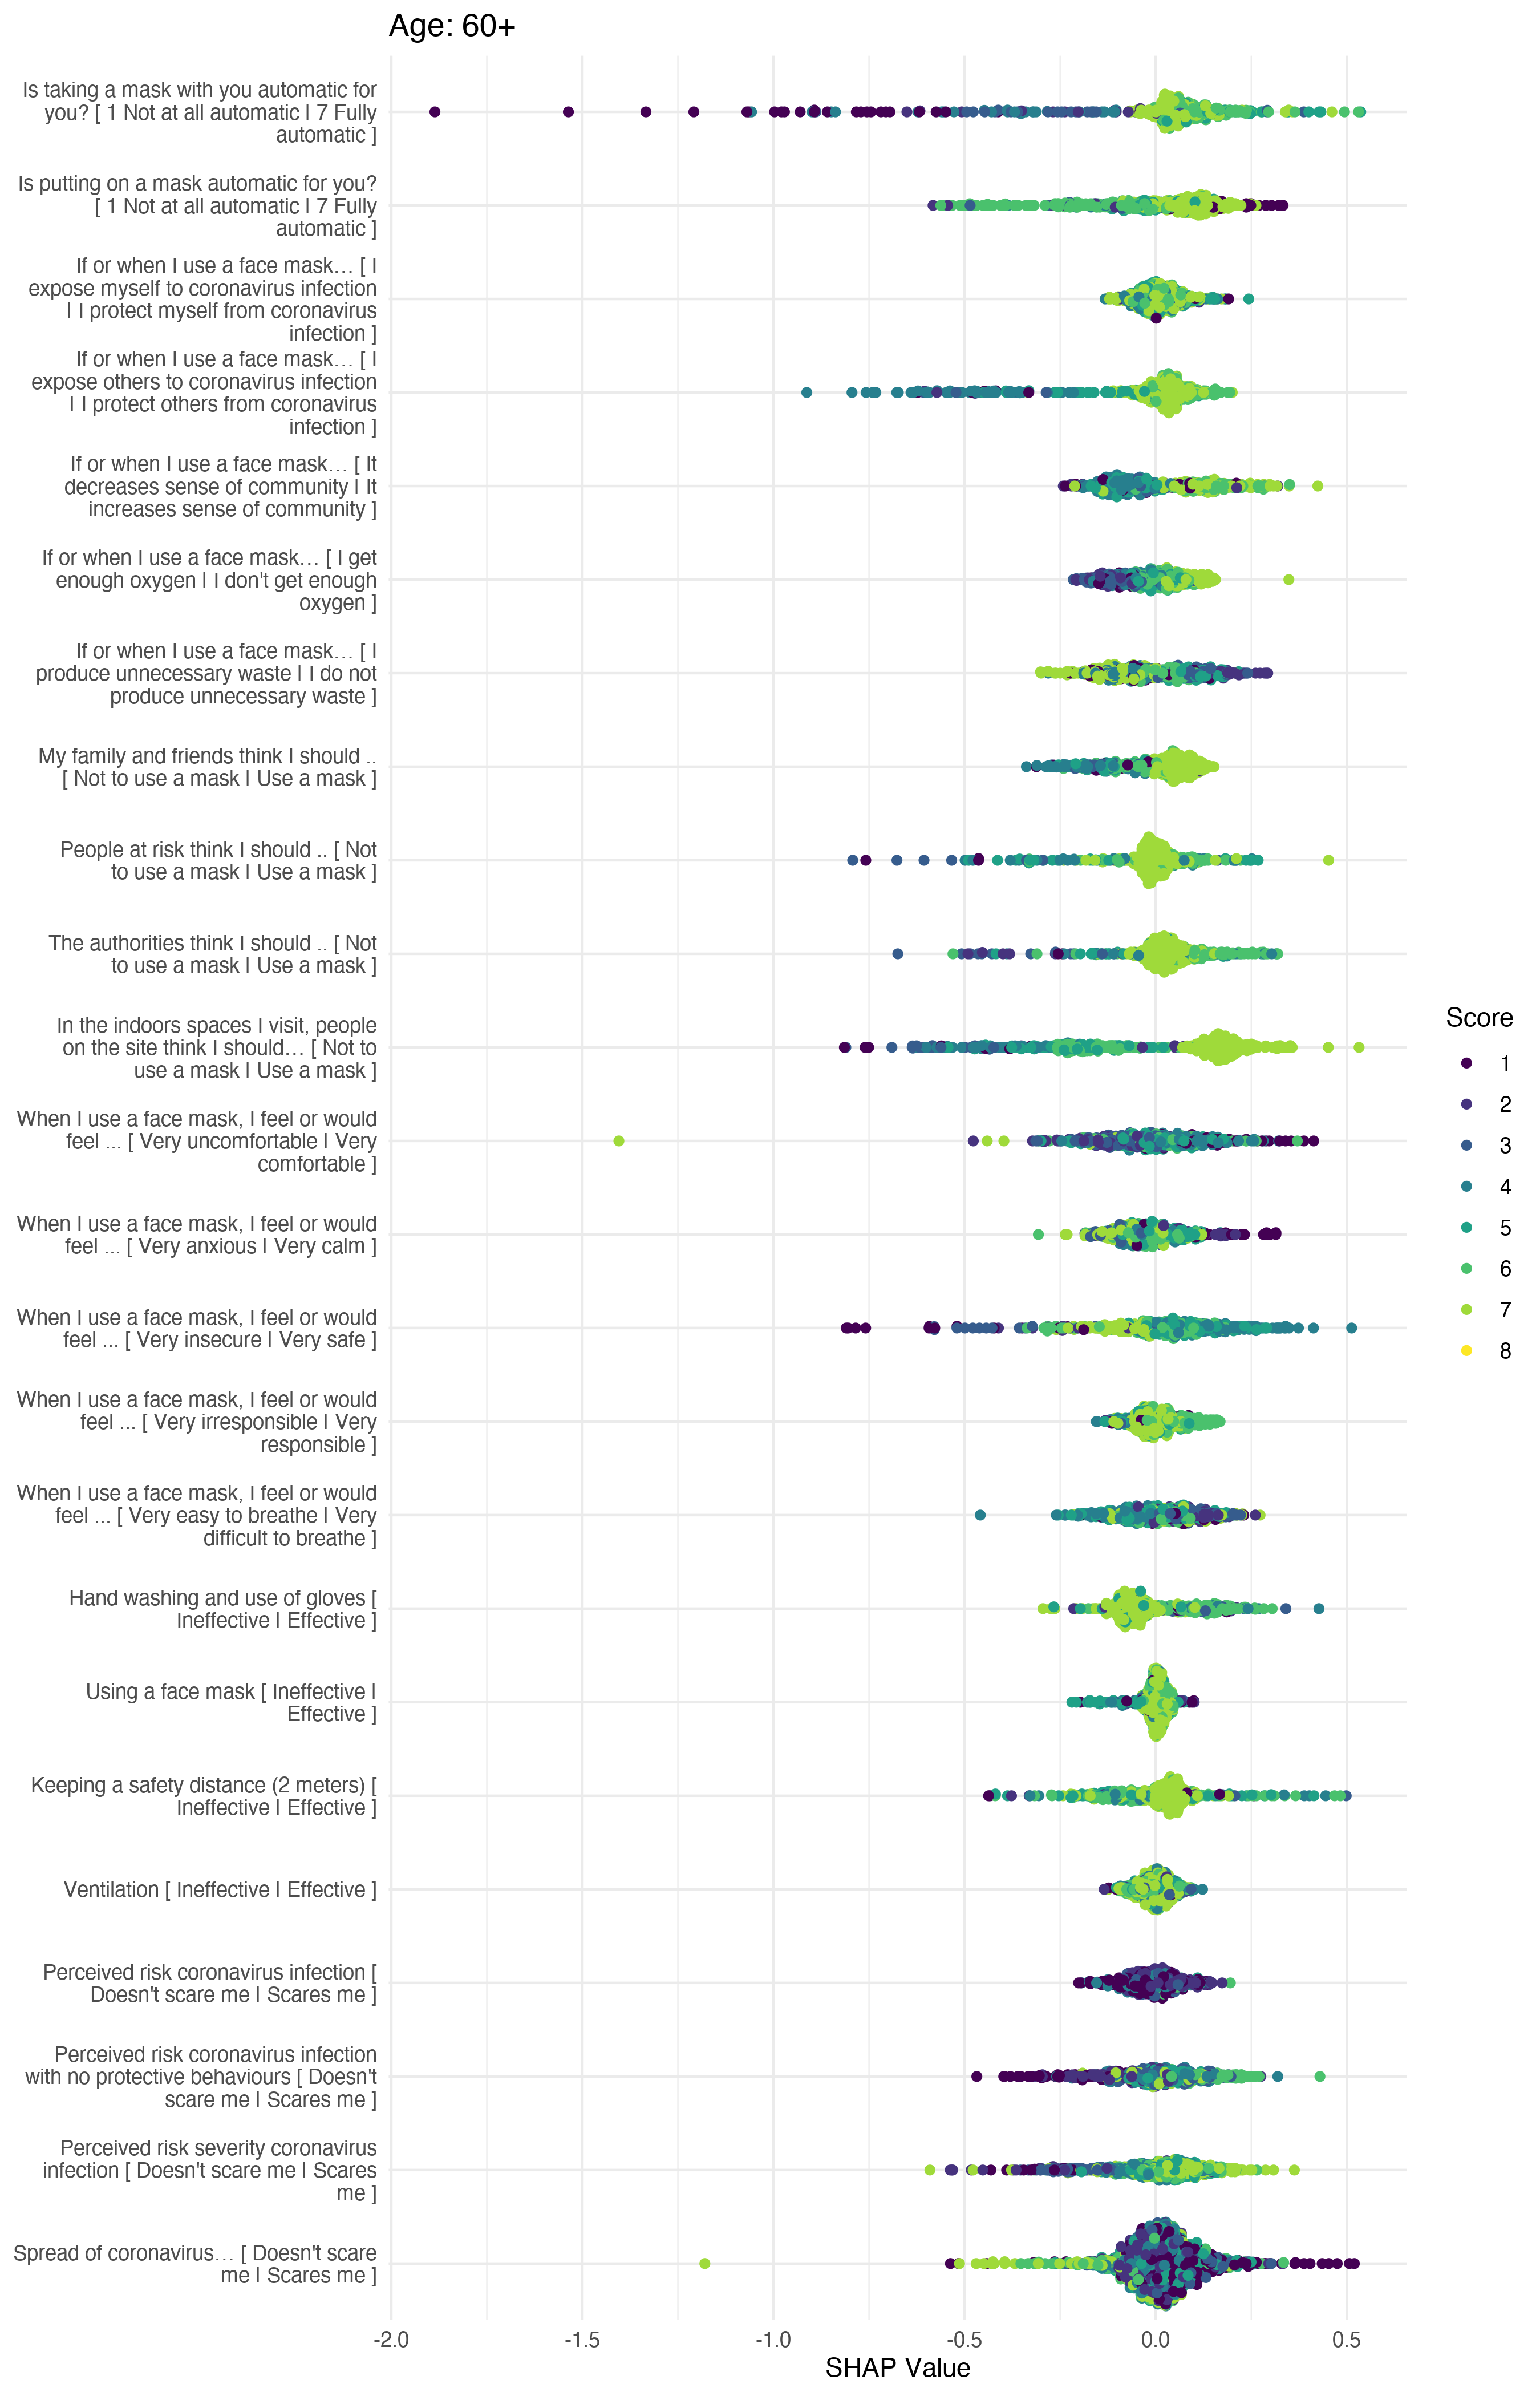 Age: 60+
Is taking a mask with you automatic for
you? [ 1 Not at all automatic | 7 Fully
automatic ]
Is putting on a mask automatic for you?
[ 1 Not at all automatic | 7 Fully
automatic ]
If or when I use a face mask… [ I
expose myself to coronavirus infection
| I protect myself from coronavirus
infection ]
If or when I use a face mask… [ I
expose others to coronavirus infection
| I protect others from coronavirus
infection ]
If or when I use a face mask… [ It
decreases sense of community | It
increases sense of community ]
If or when I use a face mask… [ I get
enough oxygen | I don't get enough
oxygen ]
If or when I use a face mask… [ I
produce unnecessary waste | I do not
produce unnecessary waste ]
My family and friends think I should ..
[ Not to use a mask | Use a mask ]
People at risk think I should .. [ Not
to use a mask | Use a mask ]
The authorities think I should .. [ Not
to use a mask | Use a mask ]
In the indoors spaces I visit, people
on the site think I should… [ Not to
use a mask | Use a mask ]
When I use a face mask, I feel or would
feel ... [ Very uncomfortable | Very
comfortable ]
When I use a face mask, I feel or would
feel ... [ Very anxious | Very calm ]
When I use a face mask, I feel or would
feel ... [ Very insecure | Very safe ]
When I use a face mask, I feel or would
feel ... [ Very irresponsible | Very
responsible ]
When I use a face mask, I feel or would
feel ... [ Very easy to breathe | Very
difficult to breathe ]
Hand washing and use of gloves [
Ineffective | Effective ]
Using a face mask [ Ineffective |
Effective ]
Keeping a safety distance (2 meters) [
Ineffective | Effective ]
Ventilation [ Ineffective | Effective ]
Perceived risk coronavirus infection [
Doesn't scare me | Scares me ]
Perceived risk coronavirus infection
with no protective behaviours [ Doesn't
scare me | Scares me ]
Perceived risk severity coronavirus
infection [ Doesn't scare me | Scares
me ]
Spread of coronavirus… [ Doesn't scare
me | Scares me ]
-2.0 -1.5 -1.0 -0.5 0.0 0.5
SHAP Value
Score
1
2
3
4
5
6
7
8